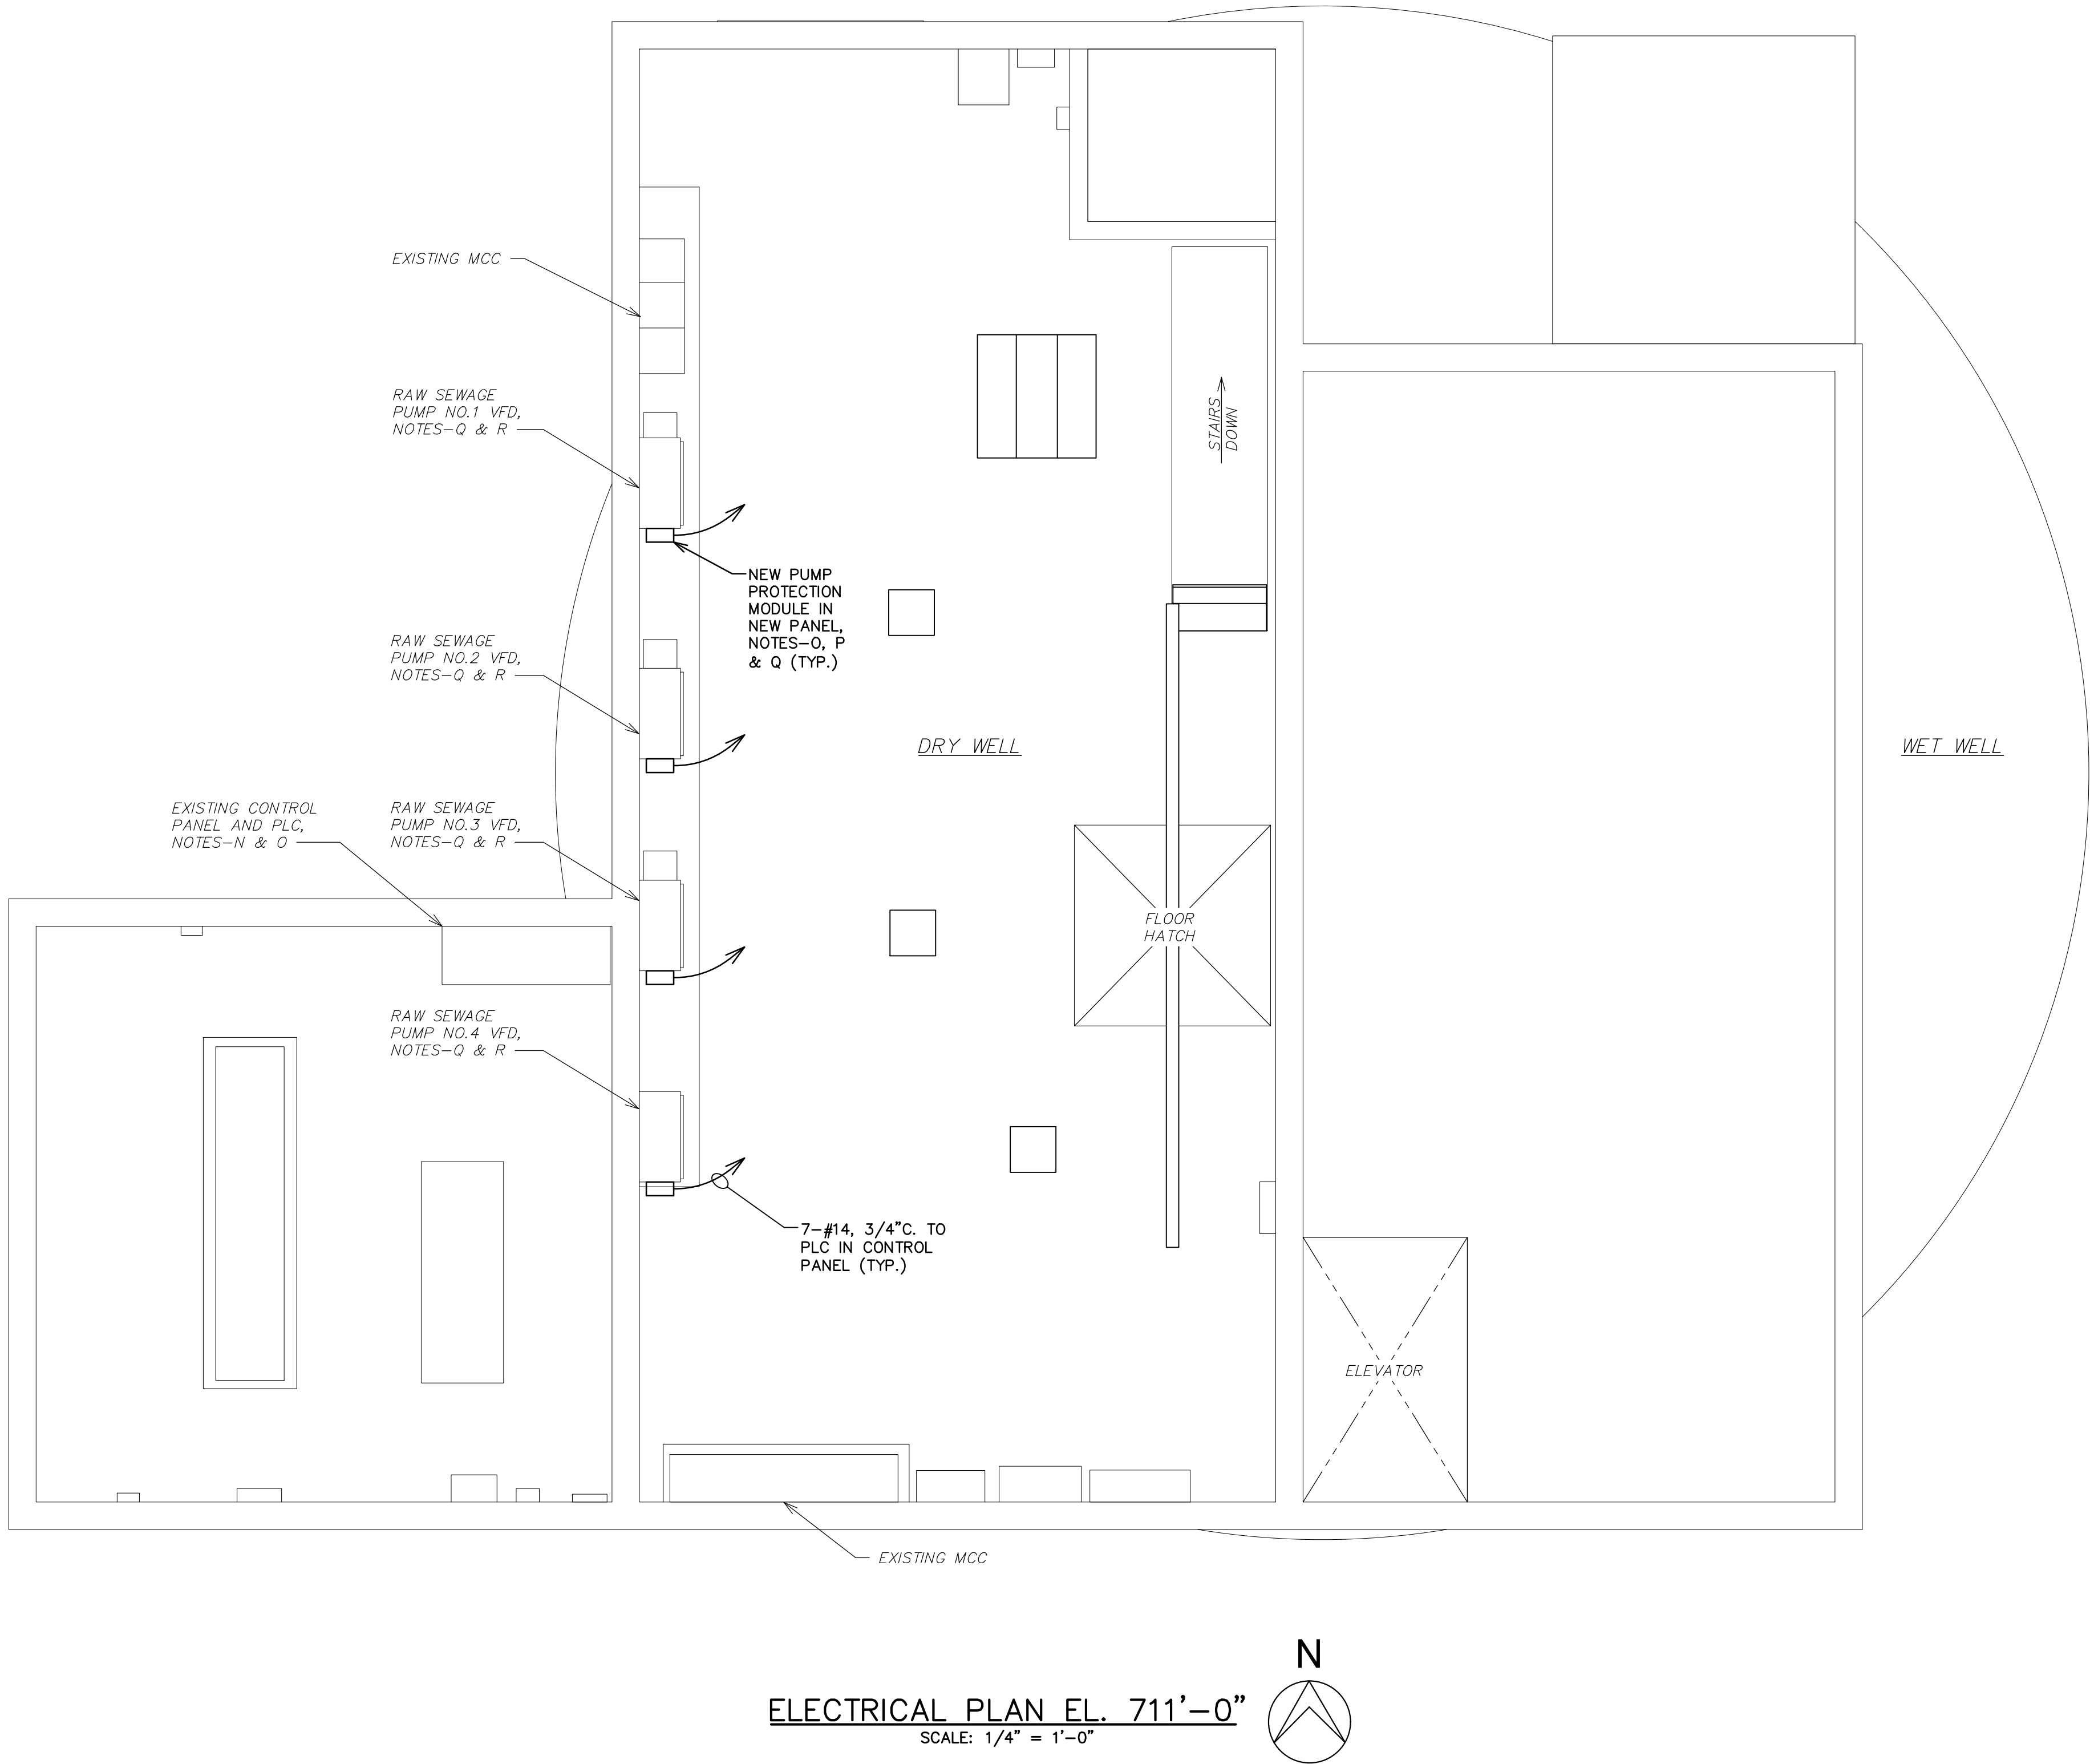 EXISTING MCC
RAW SEWAGE
PUMP NO.1 VFD,
NOTES-Q & R
STAIRS
DOWN
NEW PUMP
PROTECTION
MODULE IN
NEW PANEL,
NOTES-O, P
& Q (TYP.)
RAW SEWAGE
PUMP NO.2 VFD,
NOTES-Q & R
DRY WELL
WET WELL
EXISTING CONTROL
PANEL AND PLC,
NOTES-N & O
RAW SEWAGE
PUMP NO.3 VFD,
NOTES-Q & R
FLOOR
HATCH
RAW SEWAGE
PUMP NO.4 VFD,
NOTES-Q & R
7-#14, 3/4"C. TO
PLC IN CONTROL
PANEL (TYP.)
ELEVATOR
EXISTING MCC
N
ELECTRICAL PLAN EL. 711'-0"
SCALE: 1/4" = 1'-0"